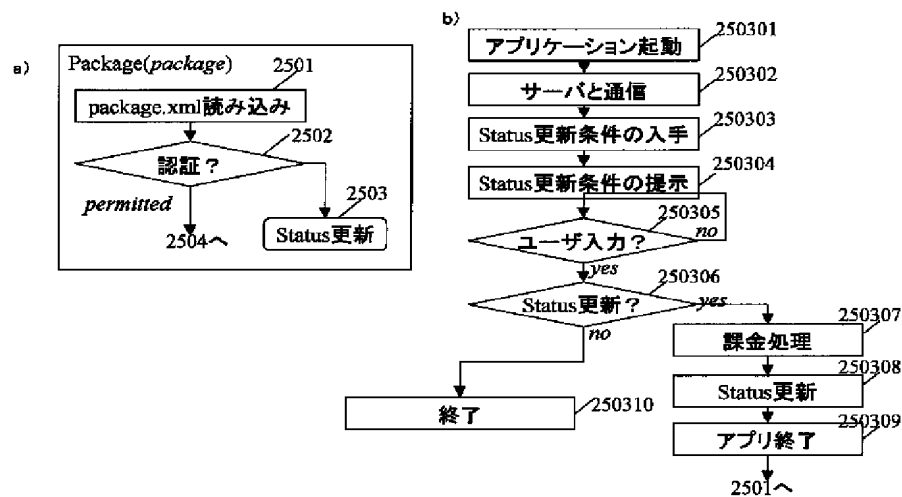 a)
Package(package)
2501
package.xml読み込み
2502
認証？
permitted
2503
2504へ
Status更新
b)
250301
アプリケーション起動
250302
サーバと通信
250303
Status更新条件の入手
250304
Status更新条件の提示
250305
ユーザ入力？
no
yes
250306
Status更新？
yes
no
250307
課金処理
250308
Status更新
250309
アプリ終了
2501へ
終了
250310